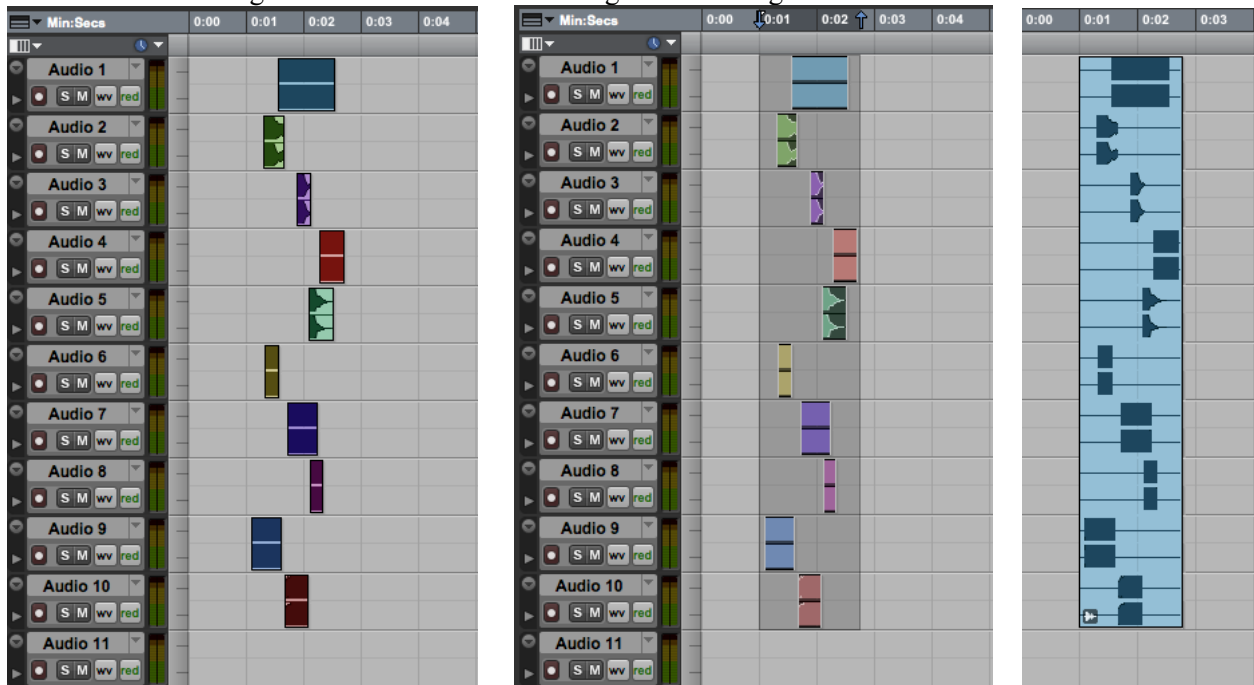 Min:Secs 0:00 0:01 0:02 0:03 0:04
Audio 1
S M wv red
Audio 2
S M wv red
Audio 3
S M wv red
Audio 4
S M wv red
Audio 5
S M wv red
Audio 6
S M wv red
Audio 7
S M wv red
Audio 8
S M wv red
Audio 9
S M wv red
Audio 10
S M wv red
Audio 11
S M wv red
Min:Secs 0:00 0:01 0:02 0:03 0:04
Audio 1
S M wv red
Audio 2
S M wv red
Audio 3
S M wv red
Audio 4
S M wv red
Audio 5
S M wv red
Audio 6
S M wv red
Audio 7
S M wv red
Audio 8
S M wv red
Audio 9
S M wv red
Audio 10
S M wv red
Audio 11
S M wv red
0:00 0:01 0:02 0:03